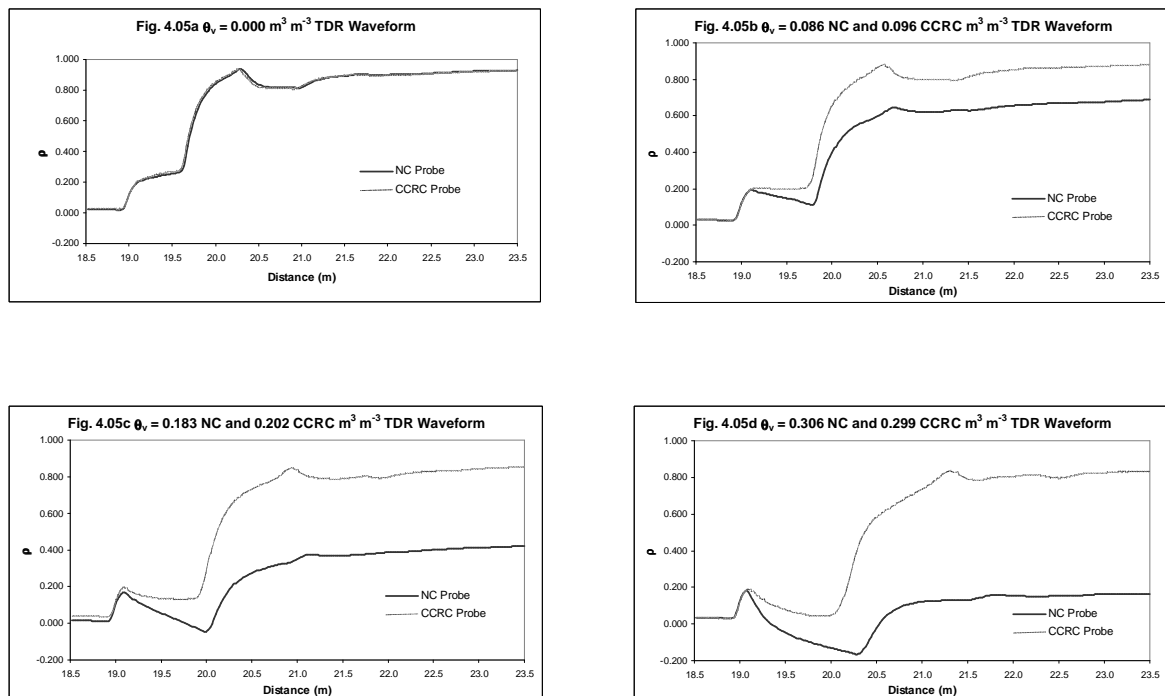 Fig. 4.05a θv = 0.000 m³ m⁻³ TDR Waveform
1.000
0.800
0.600
0.400
0.200
0.000
-0.200
ρ
NC Probe
CCRC Probe
18.5 19.0 19.5 20.0 20.5 21.0 21.5 22.0 22.5 23.0 23.5
Distance (m)
Fig. 4.05b θv = 0.086 NC and 0.096 CCRC m³ m⁻³ TDR Waveform
1.000
0.800
0.600
0.400
0.200
0.000
-0.200
ρ
NC Probe
CCRC Probe
18.5 19.0 19.5 20.0 20.5 21.0 21.5 22.0 22.5 23.0 23.5
Distance (m)
Fig. 4.05c θv = 0.183 NC and 0.202 CCRC m³ m⁻³ TDR Waveform
1.000
0.800
0.600
0.400
0.200
0.000
-0.200
ρ
NC Probe
CCRC Probe
18.5 19.0 19.5 20.0 20.5 21.0 21.5 22.0 22.5 23.0 23.5
Distance (m)
Fig. 4.05d θv = 0.306 NC and 0.299 CCRC m³ m⁻³ TDR Waveform
1.000
0.800
0.600
0.400
0.200
0.000
-0.200
ρ
NC Probe
CCRC Probe
18.5 19.0 19.5 20.0 20.5 21.0 21.5 22.0 22.5 23.0 23.5
Distance (m)